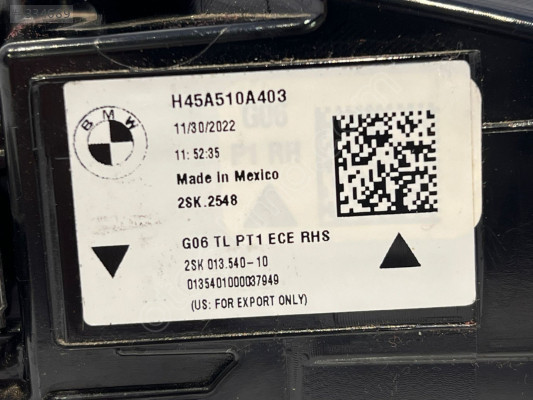 BMW
H45A510A403
11/30/2022
11:52:35
Made in Mexico
2SK.2548
G06 TL PT1 ECE RHS
2SK 013.540-10
0135401000037949
(US: FOR EXPORT ONLY)